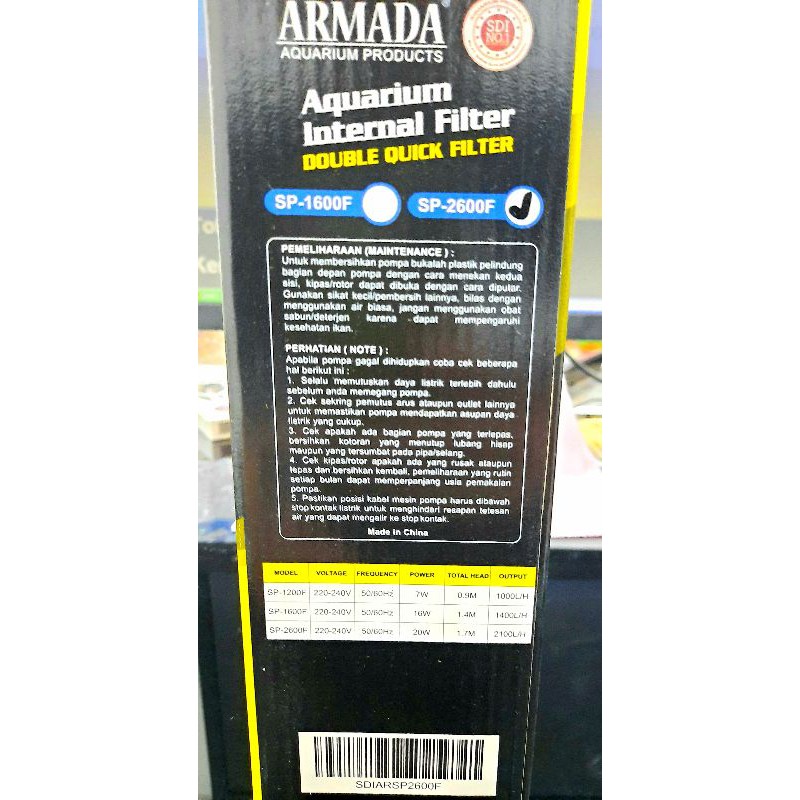 ARMADA
AQUARIUM PRODUCTS
SDI
NO.1
Aquarium
Internal Filter
DOUBLE QUICK FILTER
SP-1600F
SP-2600F
PEMELIHARAAN (MAINTENANCE) :
Untuk membersihkan pompa bukalah plastik pelindung
bagian depan pompa dengan cara menekan kedua
sisi, kipas/rotor dapat dibuka dengan cara diputar.
Gunakan sikat kecil/pembersih lainnya, bilas dengan
menggunakan air biasa, jangan menggunakan obat
sabun/deterjen karena dapat mempengaruhi
kesehatan ikan.
PERHATIAN ( NOTE ) :
Apabila pompa gagal dihidupkan coba cek beberapa
hal berikut ini :
1. Selalu memutuskan daya listrik terlebih dahulu
sebelum anda memegang pompa.
2. Cek sekring pemutus arus ataupun outlet lainnya
untuk memastikan pompa mendapatkan asupan daya
listrik yang cukup.
3. Cek apakah ada bagian pompa yang terlepas,
bersihkan kotoran yang menutup lubang hisap
maupun yang tersumbat pada pipa/selang.
4. Cek kipas/rotor apakah ada yang rusak ataupun
lepas dan bersihkan kembali, pemeliharaan yang rutin
setiap bulan dapat memperpanjang usia pemakaian
pompa.
5. Pastikan posisi kabel mesin pompa harus dibawah
stop kontak listrik untuk menghindari resapan tetesan
air yang dapat mengalir ke stop kontak.
Made in China
MODEL VOLTAGE FREQUENCY POWER TOTAL HEAD OUTPUT
SP-1200F 220-240V 50/60Hz 7W 0.9M 1000L/H
SP-1600F 220-240V 50/60Hz 16W 1.4M 1400L/H
SP-2600F 220-240V 50/60Hz 20W 1.7M 2100L/H
SDIARSP2600F